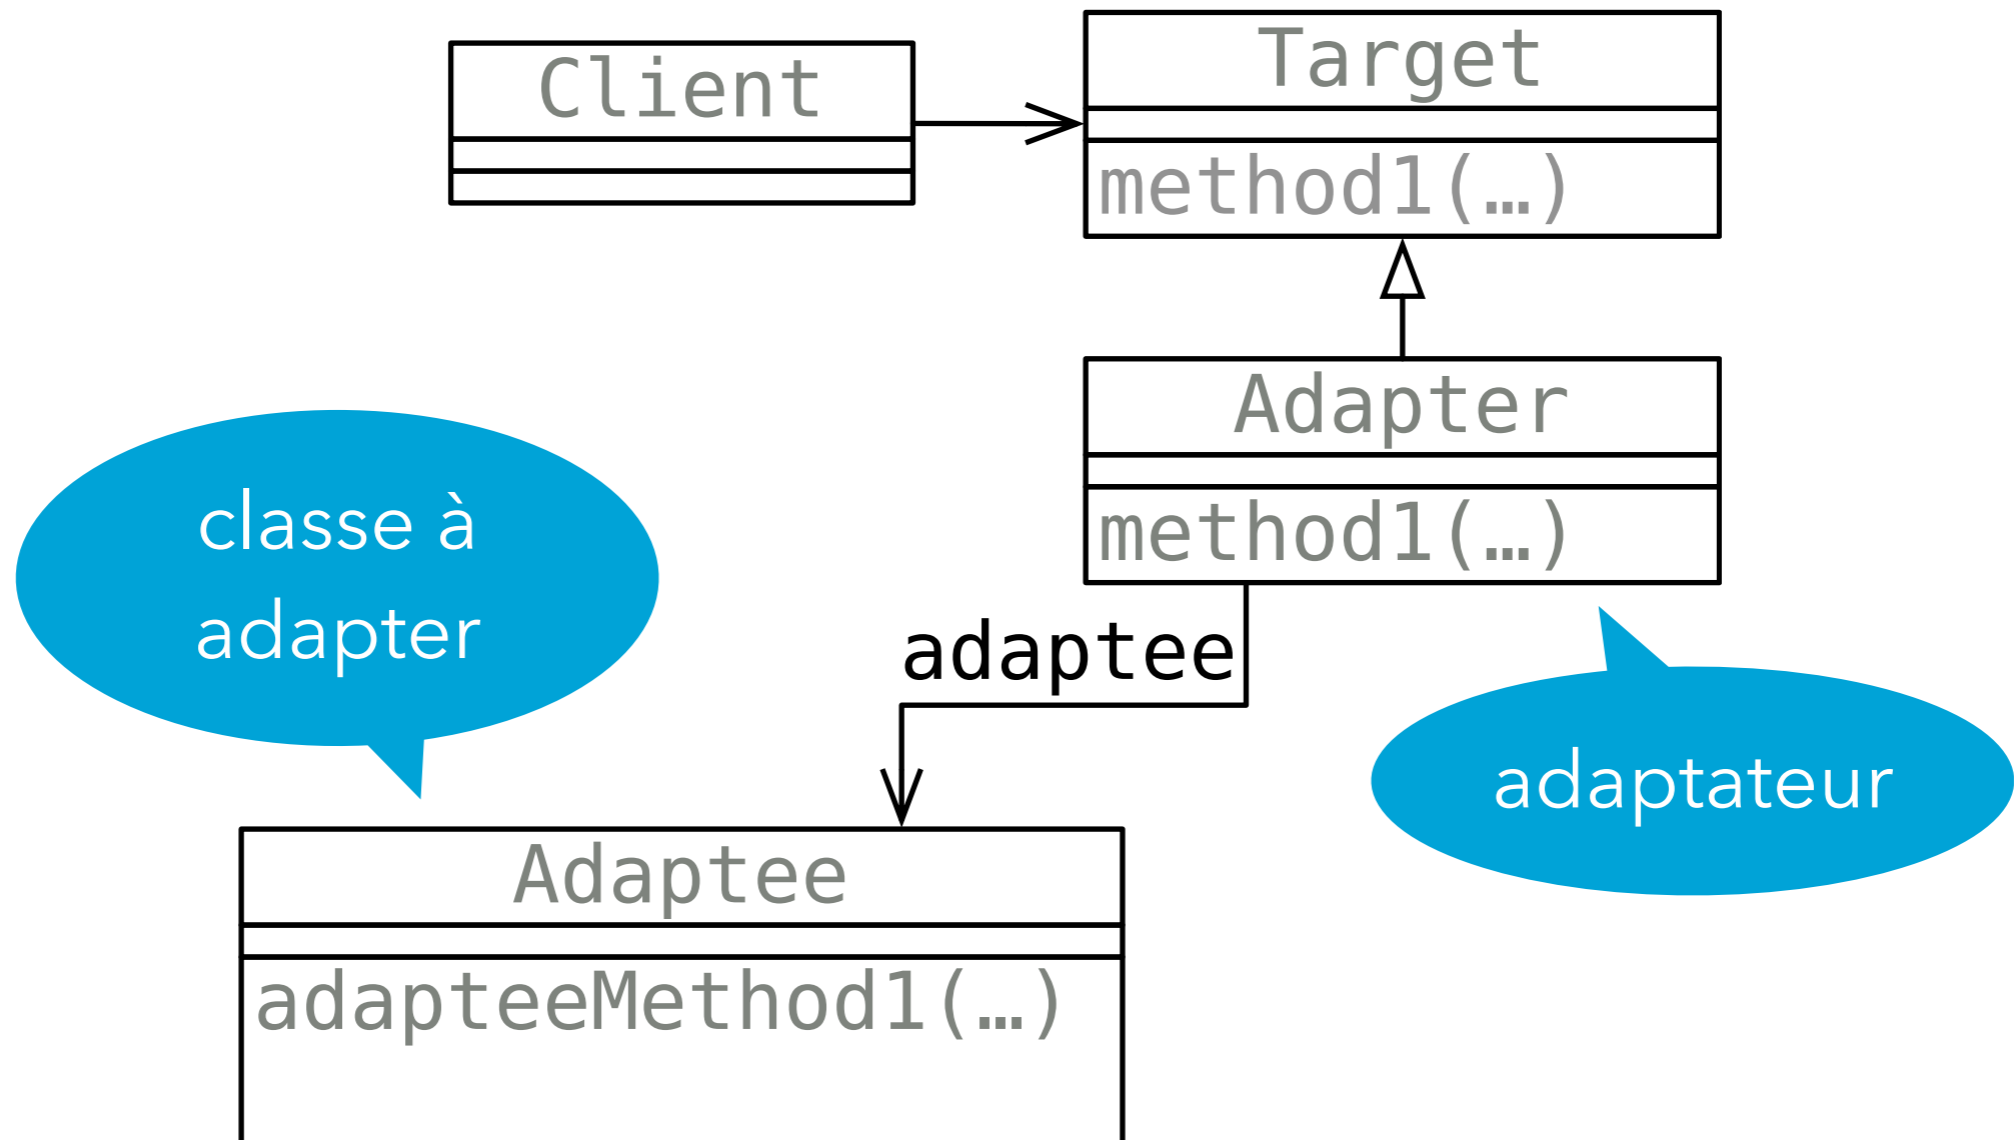 Client
Target
method1(…)
Adapter
method1(…)
classe à
adapter
adaptee
adaptateur
Adaptee
adapteeMethod1(…)